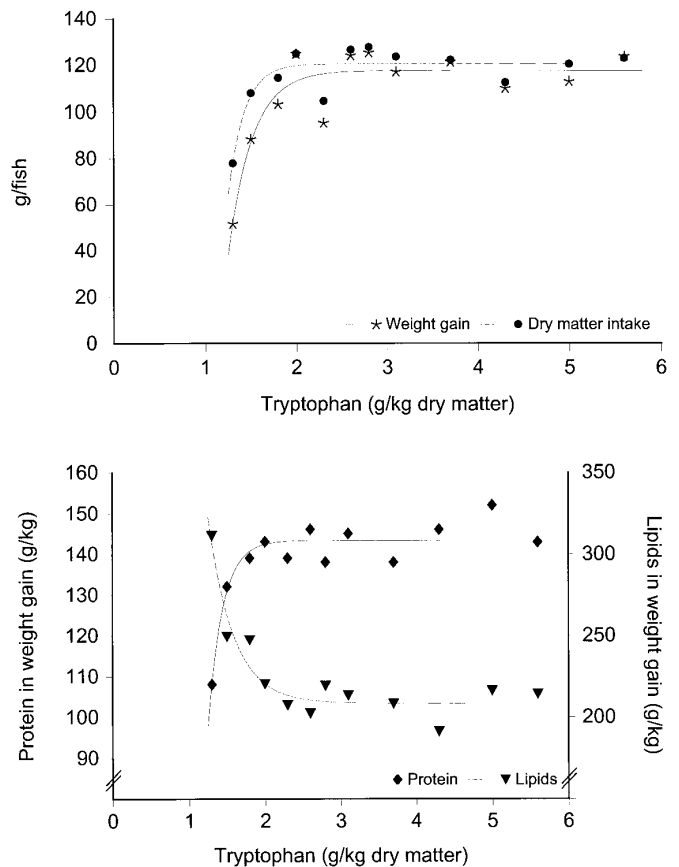 140
120
100
80
60
40
20
0
g/fish
Weight gain
Dry matter intake
0 1 2 3 4 5 6
Tryptophan (g/kg dry matter)
160
150
140
130
120
110
100
90
Protein in weight gain (g/kg)
350
300
250
200
Lipids in weight gain (g/kg)
Protein
Lipids
0 1 2 3 4 5 6
Tryptophan (g/kg dry matter)